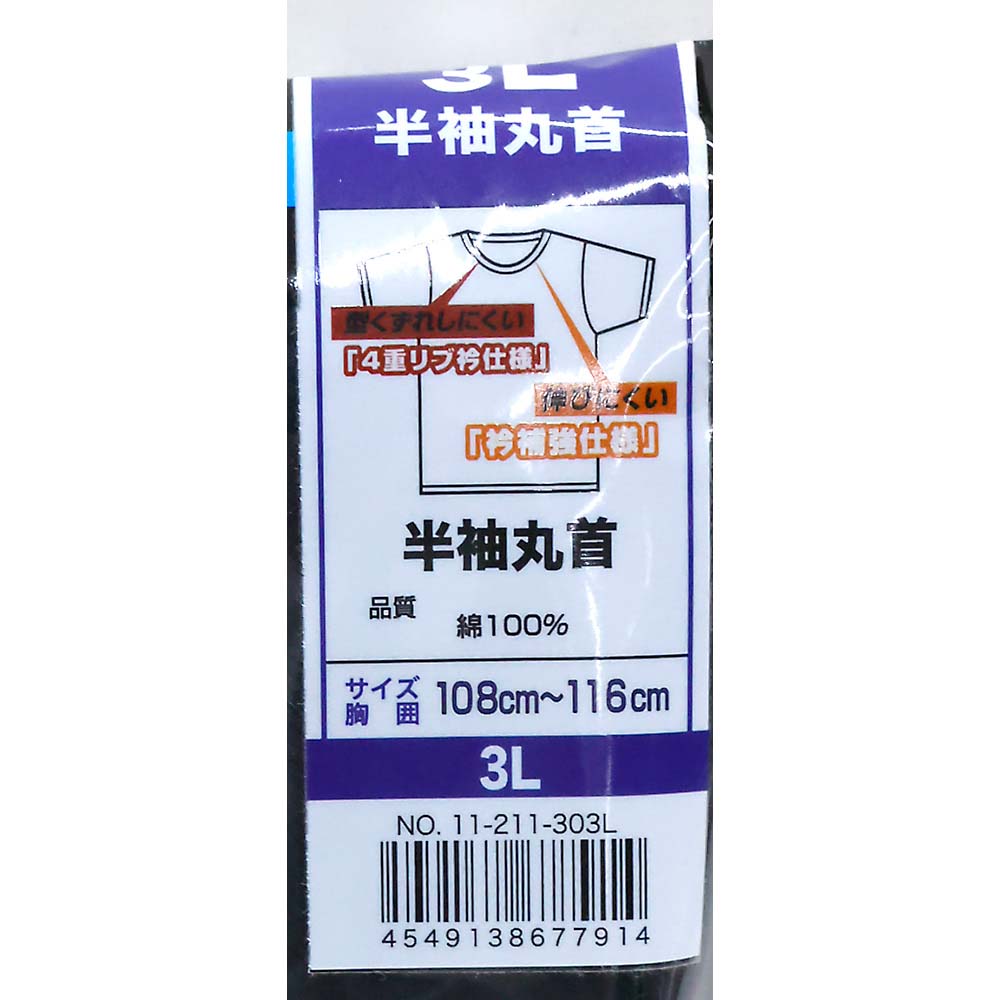 3L
半袖丸首
型くずれしにくい
「4重リブ衿仕様」
伸びにくい
「衿補強仕様」
半袖丸首
品質
綿100%
サイズ
胸囲
108cm~116cm
3L
NO. 11-211-303L
4549138677914